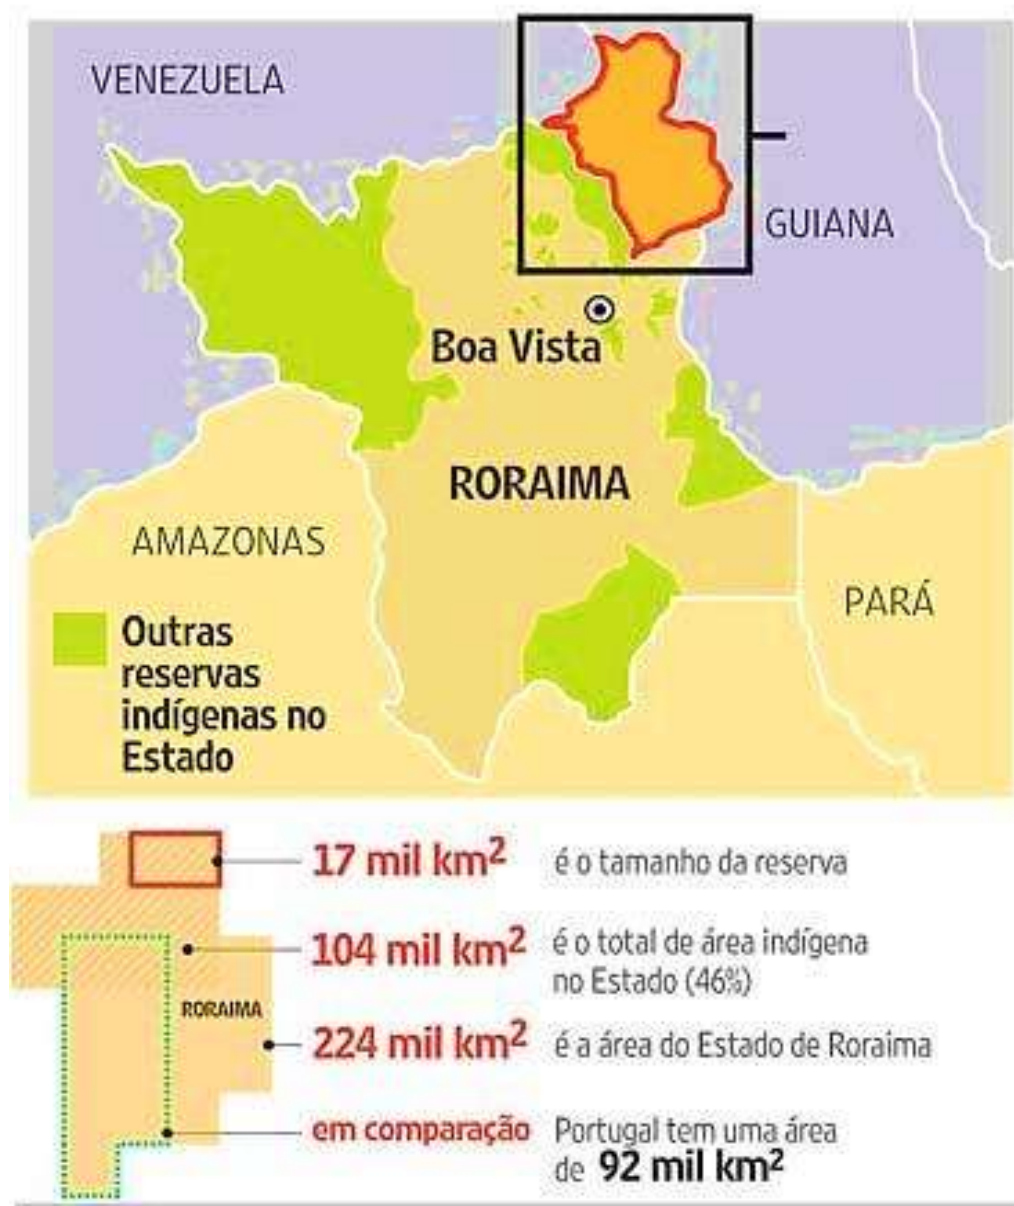 VENEZUELA
GUIANA
Boa Vista
RORAIMA
AMAZONAS
PARÁ
Outras
reservas
indígenas no
Estado
17 mil km² é o tamanho da reserva
104 mil km² é o total de área indígena
no Estado (46%)
RORAIMA
224 mil km² é a área do Estado de Roraima
em comparação Portugal tem uma área
de 92 mil km²